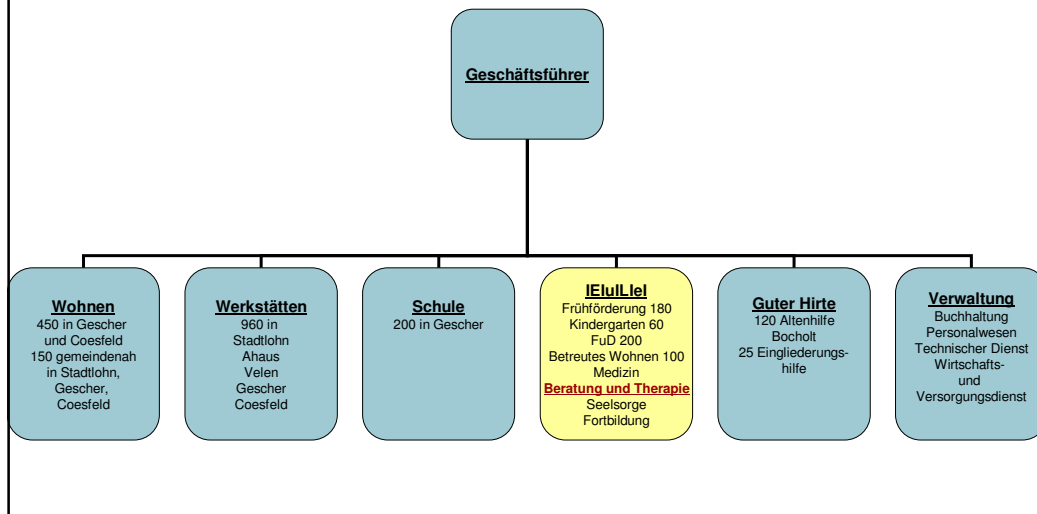 Geschäftsführer
Wohnen
450 in Gescher
und Coesfeld
150 gemeindenah
in Stadtlohn,
Gescher,
Coesfeld
Werkstätten
960 in
Stadtlohn
Ahaus
Velen
Gescher
Coesfeld
Schule
200 in Gescher
IEIuILIeI
Frühförderung 180
Kindergarten 60
FuD 200
Betreutes Wohnen 100
Medizin
Beratung und Therapie
Seelsorge
Fortbildung
Guter Hirte
120 Altenhilfe
Bocholt
25 Eingliederungs-
hilfe
Verwaltung
Buchhaltung
Personalwesen
Technischer Dienst
Wirtschafts-
und
Versorgungsdienst